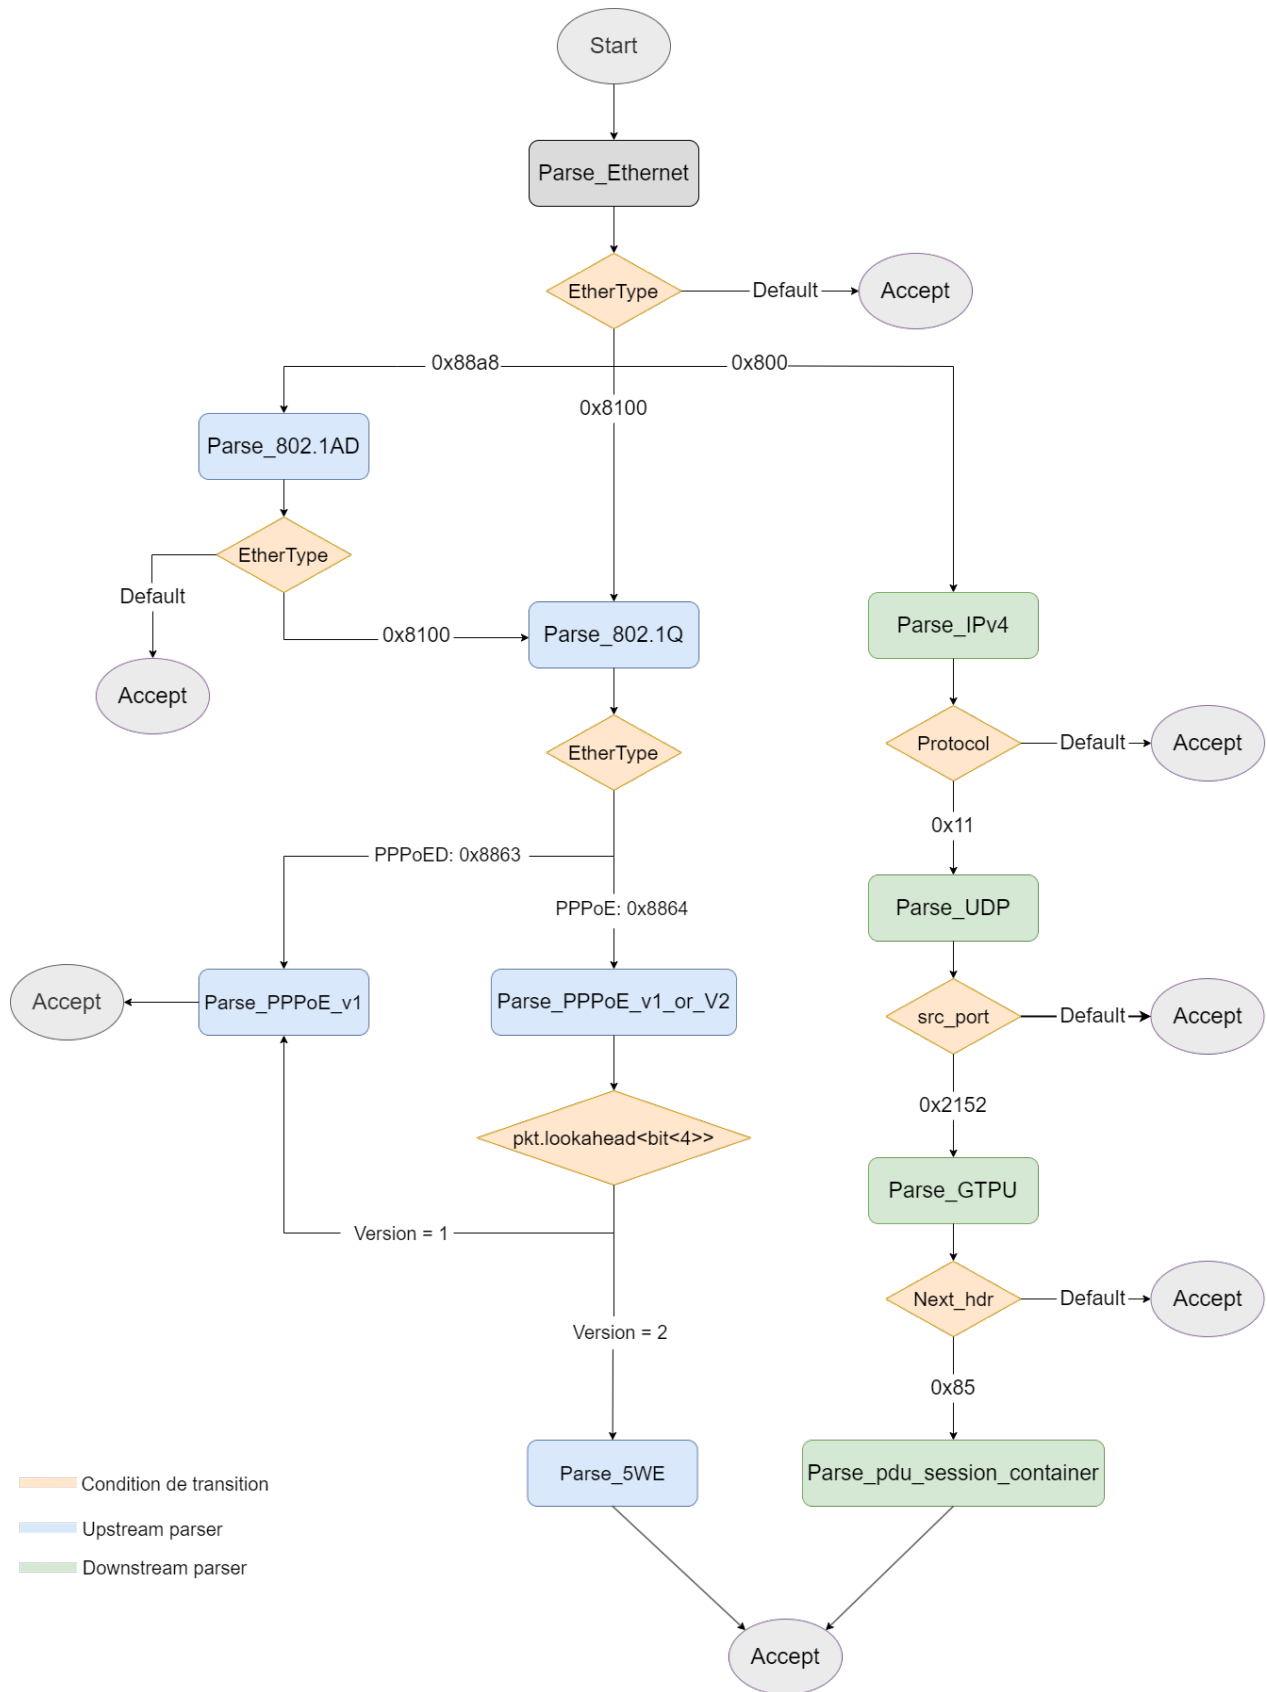 Start
Parse_Ethernet
EtherType
Default
Accept
0x88a8
0x800
0x8100
Parse_802.1AD
EtherType
Default
0x8100
Parse_802.1Q
Parse_IPv4
Accept
EtherType
Protocol
Default
Accept
0x11
PPPoED: 0x8863
PPPoE: 0x8864
Parse_UDP
Accept
Parse_PPPoE_v1
Parse_PPPoE_v1_or_V2
src_port
Default
Accept
0x2152
pkt.lookahead<bit<4>>
Parse_GTPU
Version = 1
Next_hdr
Default
Accept
Version = 2
0x85
Parse_5WE
Parse_pdu_session_container
Condition de transition
Upstream parser
Downstream parser
Accept